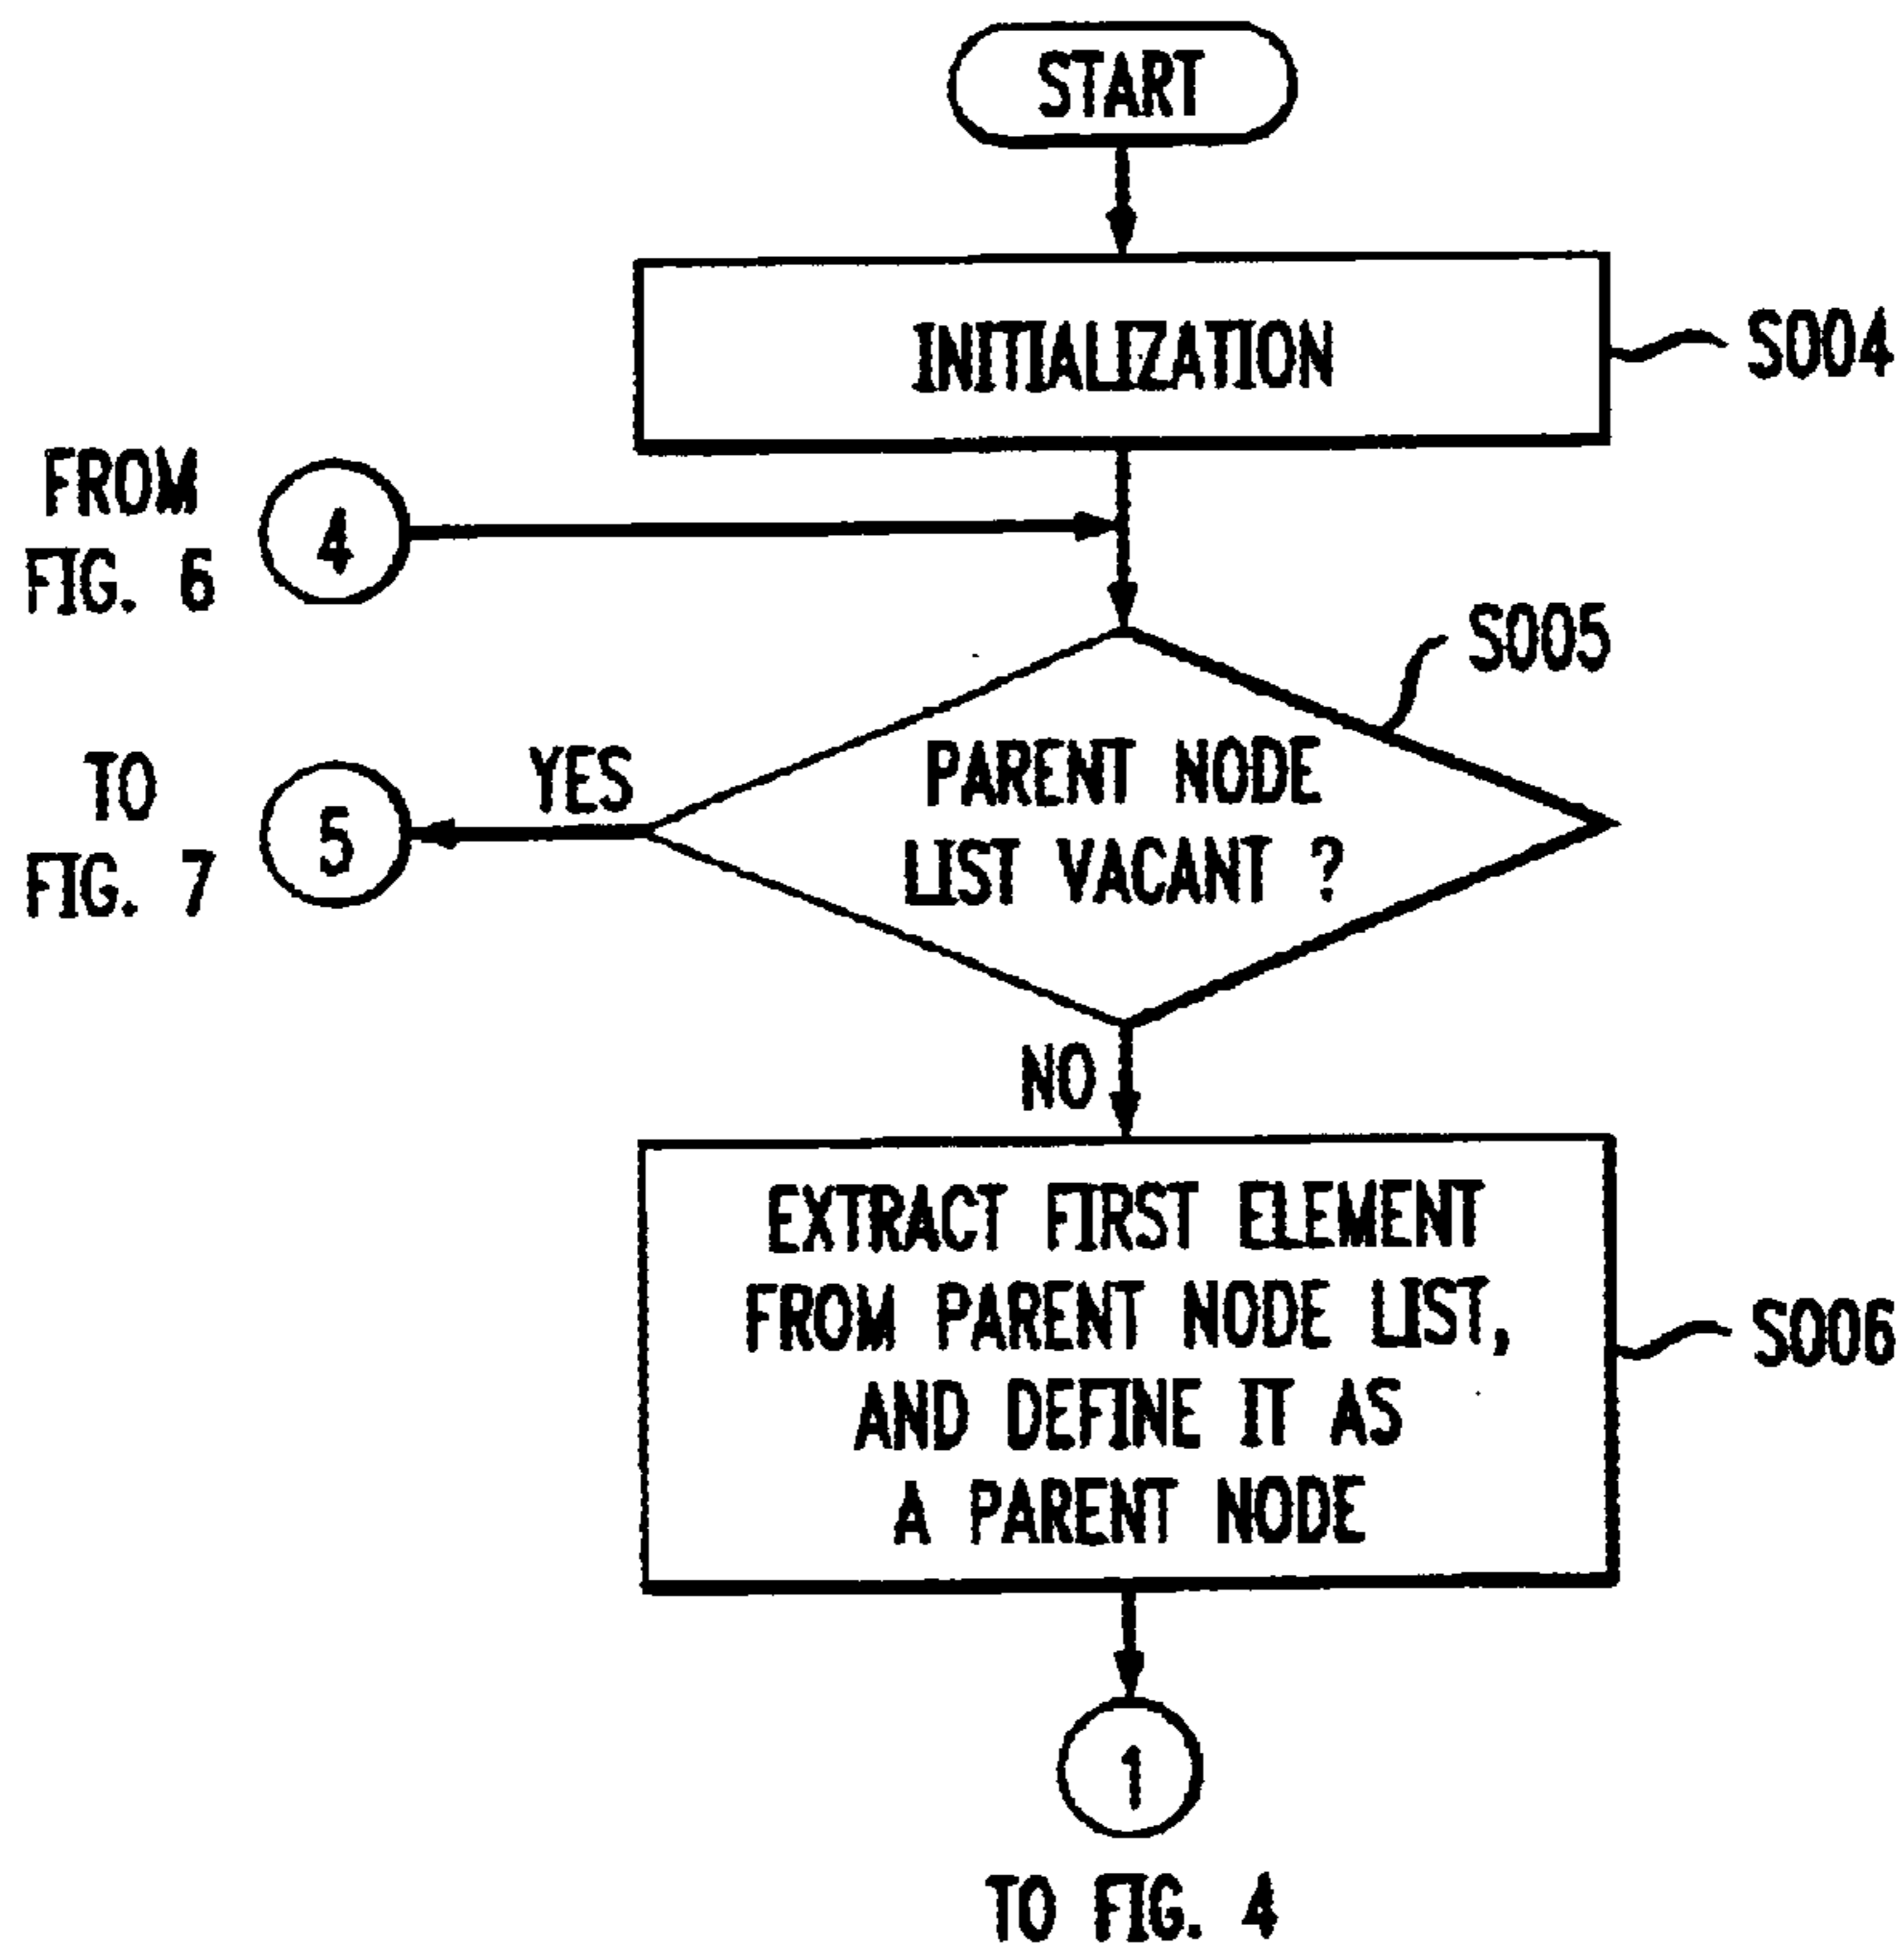 START
INITIALIZATION
S004
FROM
FIG. 6
4
S005
PARENT NODE
LIST VACANT ?
YES
TO
FIG. 7
5
NO
EXTRACT FIRST ELEMENT
FROM PARENT NODE LIST,
AND DEFINE IT AS
A PARENT NODE
S006
1
TO FIG. 4